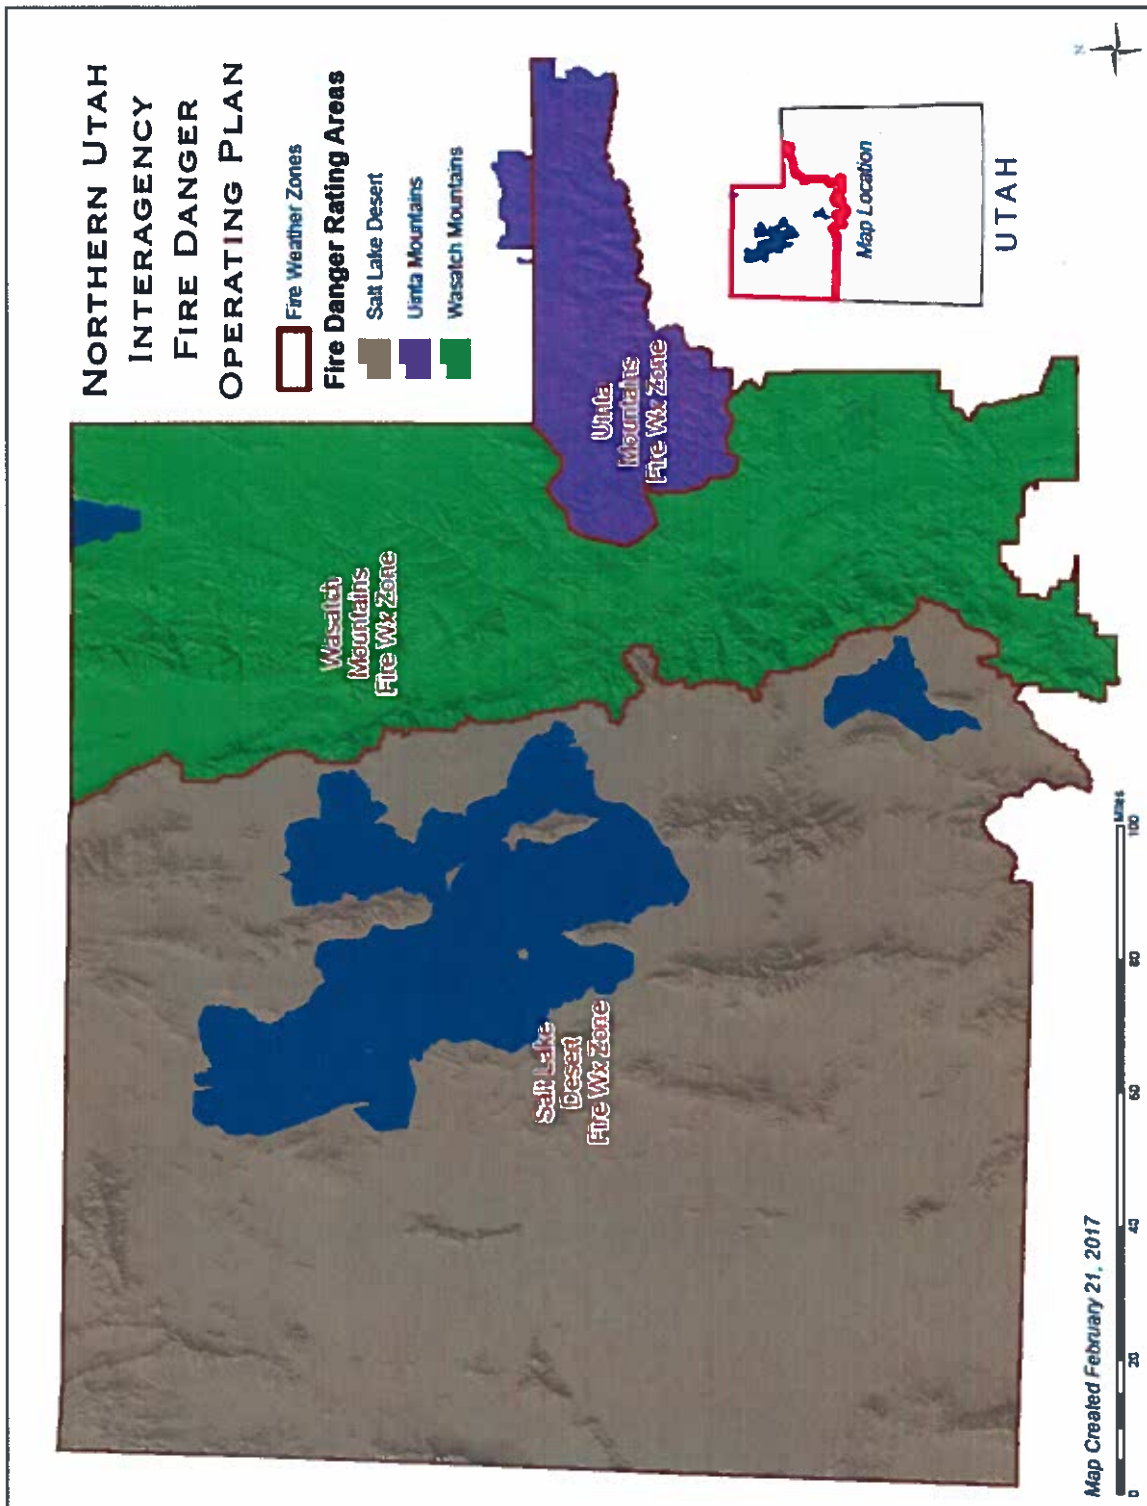 NORTHERN UTAH
INTERAGENCY
FIRE DANGER
OPERATING PLAN
Fire Weather Zones
Fire Danger Rating Areas
Salt Lake Desert
Uinta Mountains
Wasatch Mountains
Wasatch
Mountains
Fire Wx Zone
Uinta
Mountains
Fire Wx Zone
Salt Lake
Desert
Fire Wx Zone
Map Location
UTAH
N
Map Created February 21, 2017
0 20 40 60 80 100
Miles